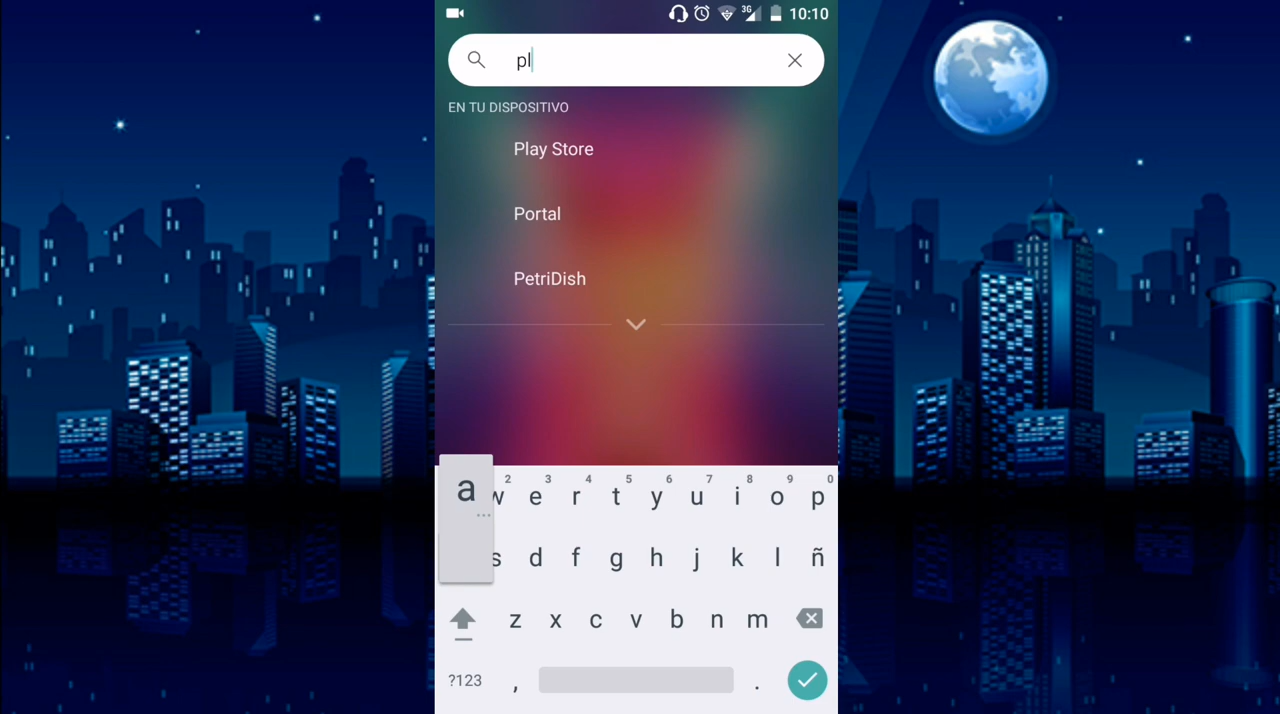 3G 10:10
pl
EN TU DISPOSITIVO
Play Store
Portal
PetriDish
a
2 3 4 5 6 7 8 9 0
w e r t y u i o p
s d f g h j k l ñ
z x c v b n m
?123 , .